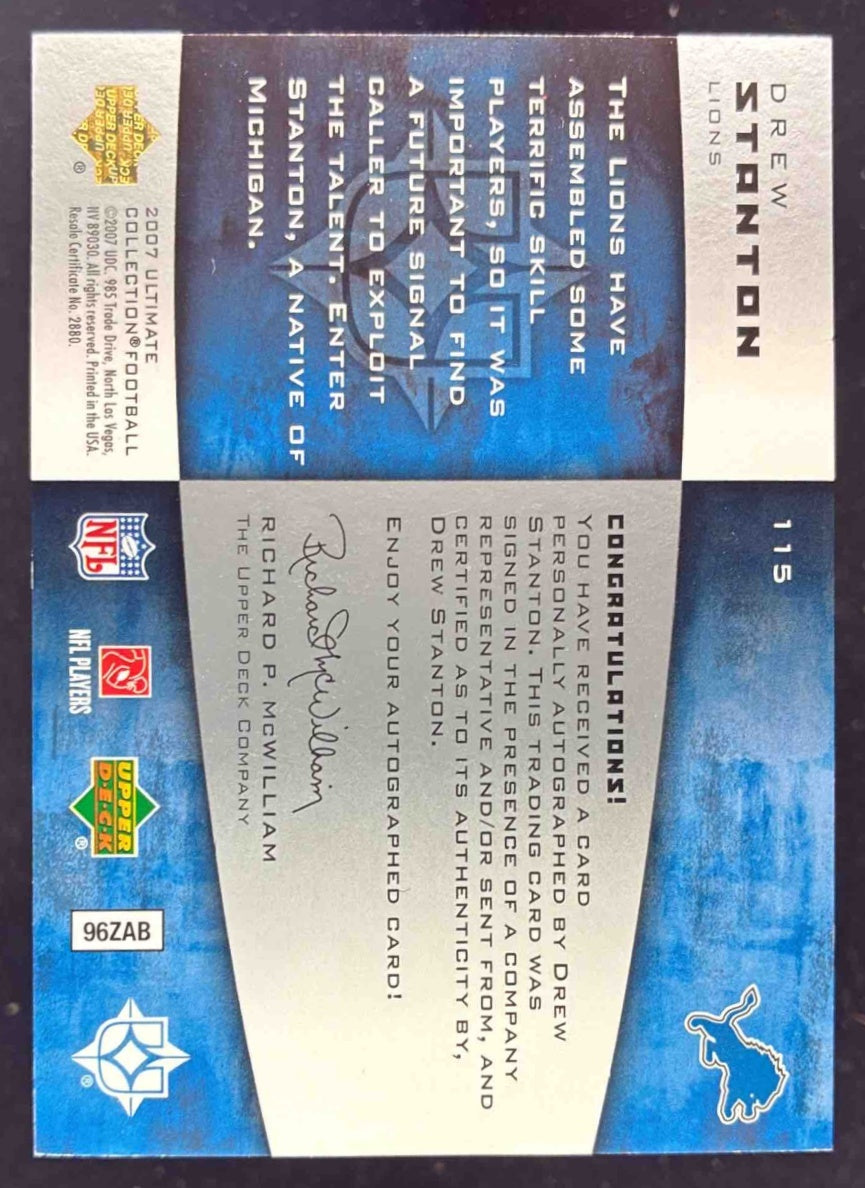 DREW
STANTON
LIONS
115
THE LIONS HAVE
ASSEMBLED SOME
TERRIFIC SKILL
PLAYERS, SO IT WAS
IMPORTANT TO FIND
A FUTURE SIGNAL
CALLER TO EXPLOIT
THE TALENT. ENTER
STANTON, A NATIVE OF
MICHIGAN.
CONGRATULATIONS!
YOU HAVE RECEIVED A CARD
PERSONALLY AUTOGRAPHED BY DREW
STANTON. THIS TRADING CARD WAS
SIGNED IN THE PRESENCE OF A COMPANY
REPRESENTATIVE AND/OR SENT FROM, AND
CERTIFIED AS TO ITS AUTHENTICITY BY,
DREW STANTON.
ENJOY YOUR AUTOGRAPHED CARD!
Richard P. McWilliam
RICHARD P. MCWILLIAM
THE UPPER DECK COMPANY
2007 ULTIMATE
COLLECTION® FOOTBALL
©2007 UDC. 985 Trade Drive, North Las Vegas,
NV 89030. All rights reserved. Printed in the USA.
Resale Certificate No. 2880.
NFL
NFL PLAYERS
UPPER
D·E·C·K
®
96ZAB
®